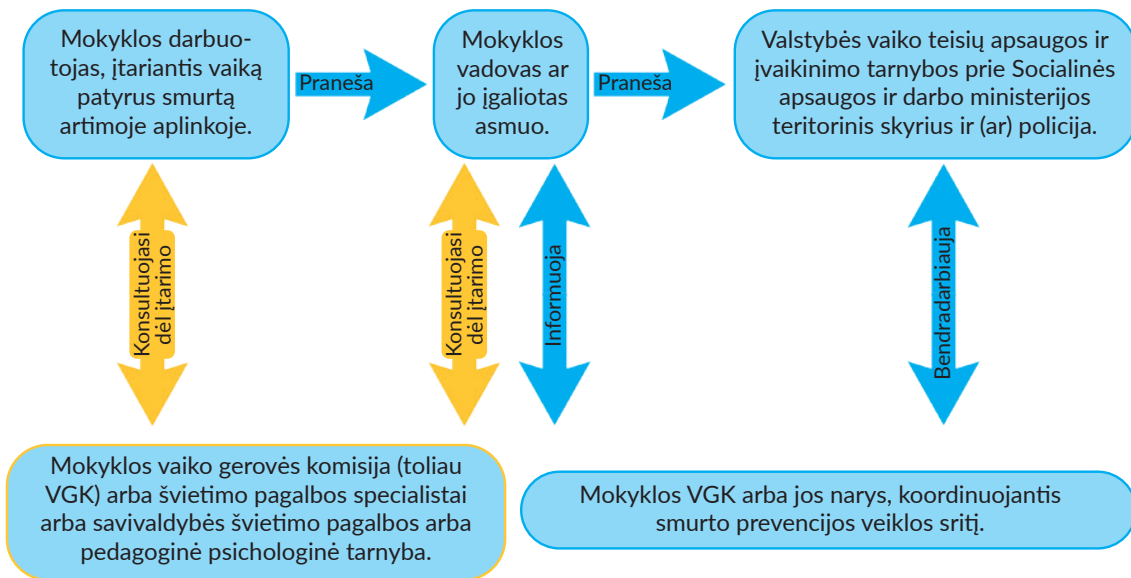 Mokyklos darbuo-
tojas, įtariantis vaiką
patyrus smurtą
artimoje aplinkoje.
Praneša
Mokyklos
vadovas ar
jo įgaliotas
asmuo.
Praneša
Valstybės vaiko teisių apsaugos ir
įvaikinimo tarnybos prie Socialinės
apsaugos ir darbo ministerijos
teritorinis skyrius ir (ar) policija.
Konsultuojasi
dėl įtarimo
Konsultuojasi
dėl įtarimo
Informuoja
Bendradarbiauja
Mokyklos vaiko gerovės komisija (toliau
VGK) arba švietimo pagalbos specialistai
arba savivaldybės švietimo pagalbos arba
pedagoginė psichologinė tarnyba.
Mokyklos VGK arba jos narys, koordinuojantis
smurto prevencijos veiklos sritį.